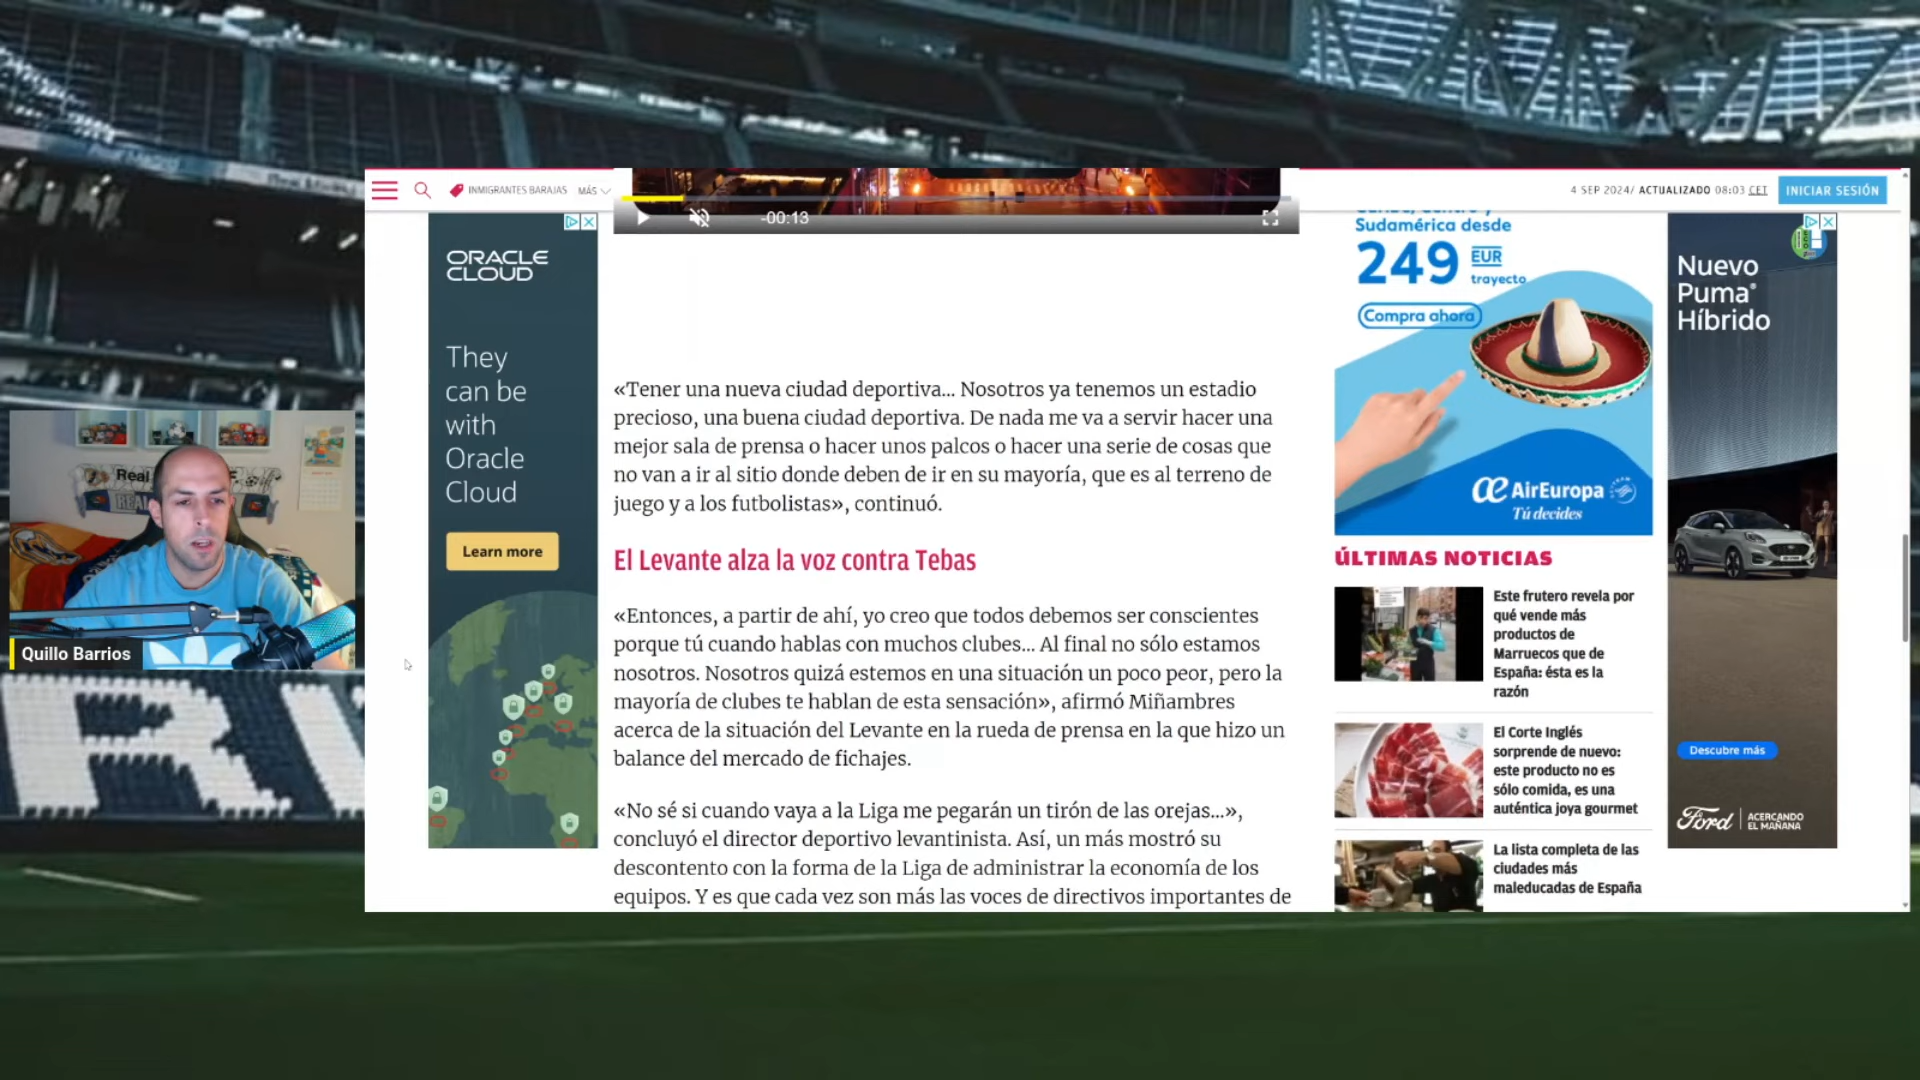 INMIGRANTES BARAJAS
MÁS
-00:13
4 SEP 2024/ ACTUALIZADO 08:03 CET
INICIAR SESIÓN
ORACLE
CLOUD
They
can be
with
Oracle
Cloud
Learn more
«Tener una nueva ciudad deportiva... Nosotros ya tenemos un estadio
precioso, una buena ciudad deportiva. De nada me va a servir hacer una
mejor sala de prensa o hacer unos palcos o hacer una serie de cosas que
no van a ir al sitio donde deben de ir en su mayoría, que es al terreno de
juego y a los futbolistas», continuó.
El Levante alza la voz contra Tebas
«Entonces, a partir de ahí, yo creo que todos debemos ser conscientes
porque tú cuando hablas con muchos clubes... Al final no sólo estamos
nosotros. Nosotros quizá estemos en una situación un poco peor, pero la
mayoría de clubes te hablan de esta sensación», afirmó Miñambres
acerca de la situación del Levante en la rueda de prensa en la que hizo un
balance del mercado de fichajes.
«No sé si cuando vaya a la Liga me pegarán un tirón de las orejas...»,
concluyó el director deportivo levantinista. Así, un más mostró su
descontento con la forma de la Liga de administrar la economía de los
equipos. Y es que cada vez son más las voces de directivos importantes de
Sudamérica desde
249 EUR
trayecto
Compra ahora
AirEuropa
Tú decides
ÚLTIMAS NOTICIAS
Este frutero revela por
qué vende más
productos de
Marruecos que de
España: ésta es la
razón
El Corte Inglés
sorprende de nuevo:
este producto no es
sólo comida, es una
auténtica joya gourmet
La lista completa de las
ciudades más
maleducadas de España
Nuevo
Puma®
Híbrido
Descubre más
Ford
ACERCANDO
EL MAÑANA
Real
REAL
Quillo Barrios